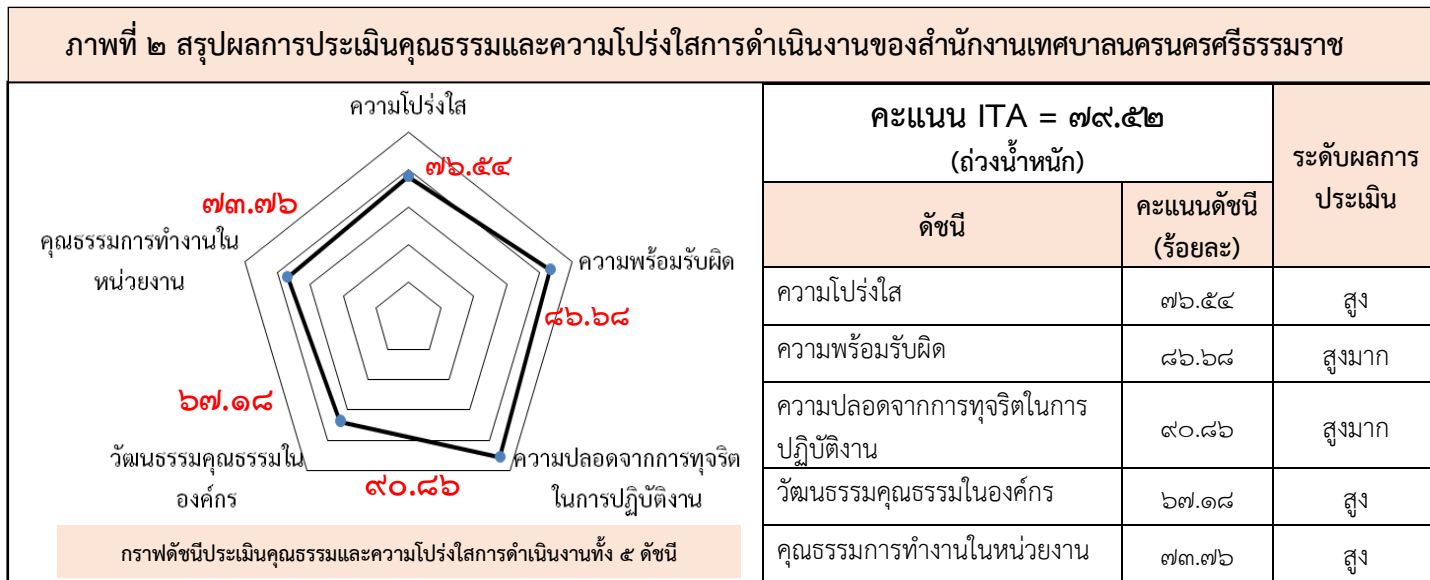 ภาพที่ ๒ สรุปผลการประเมินคุณธรรมและความโปร่งใสการดำเนินงานของสำนักงานเทศบาลนครนครศรีธรรมราช
ความโปร่งใส
๗๖.๕๔
๗๓.๗๖
คุณธรรมการทำงานใน
หน่วยงาน
ความพร้อมรับผิด
๘๖.๖๘
๖๗.๑๘
วัฒนธรรมคุณธรรมใน
องค์กร
๙๐.๘๖
ความปลอดจากการทุจริต
ในการปฏิบัติงาน
กราฟดัชนีประเมินคุณธรรมและความโปร่งใสการดำเนินงานทั้ง ๕ ดัชนี
คะแนน ITA = ๗๙.๕๒
(ถ่วงน้ำหนัก)
ระดับผลการ
ประเมิน
ดัชนี
คะแนนดัชนี
(ร้อยละ)
ความโปร่งใส ๗๖.๕๔ สูง
ความพร้อมรับผิด ๘๖.๖๘ สูงมาก
ความปลอดจากการทุจริตในการ
ปฏิบัติงาน ๙๐.๘๖ สูงมาก
วัฒนธรรมคุณธรรมในองค์กร ๖๗.๑๘ สูง
คุณธรรมการทำงานในหน่วยงาน ๗๓.๗๖ สูง